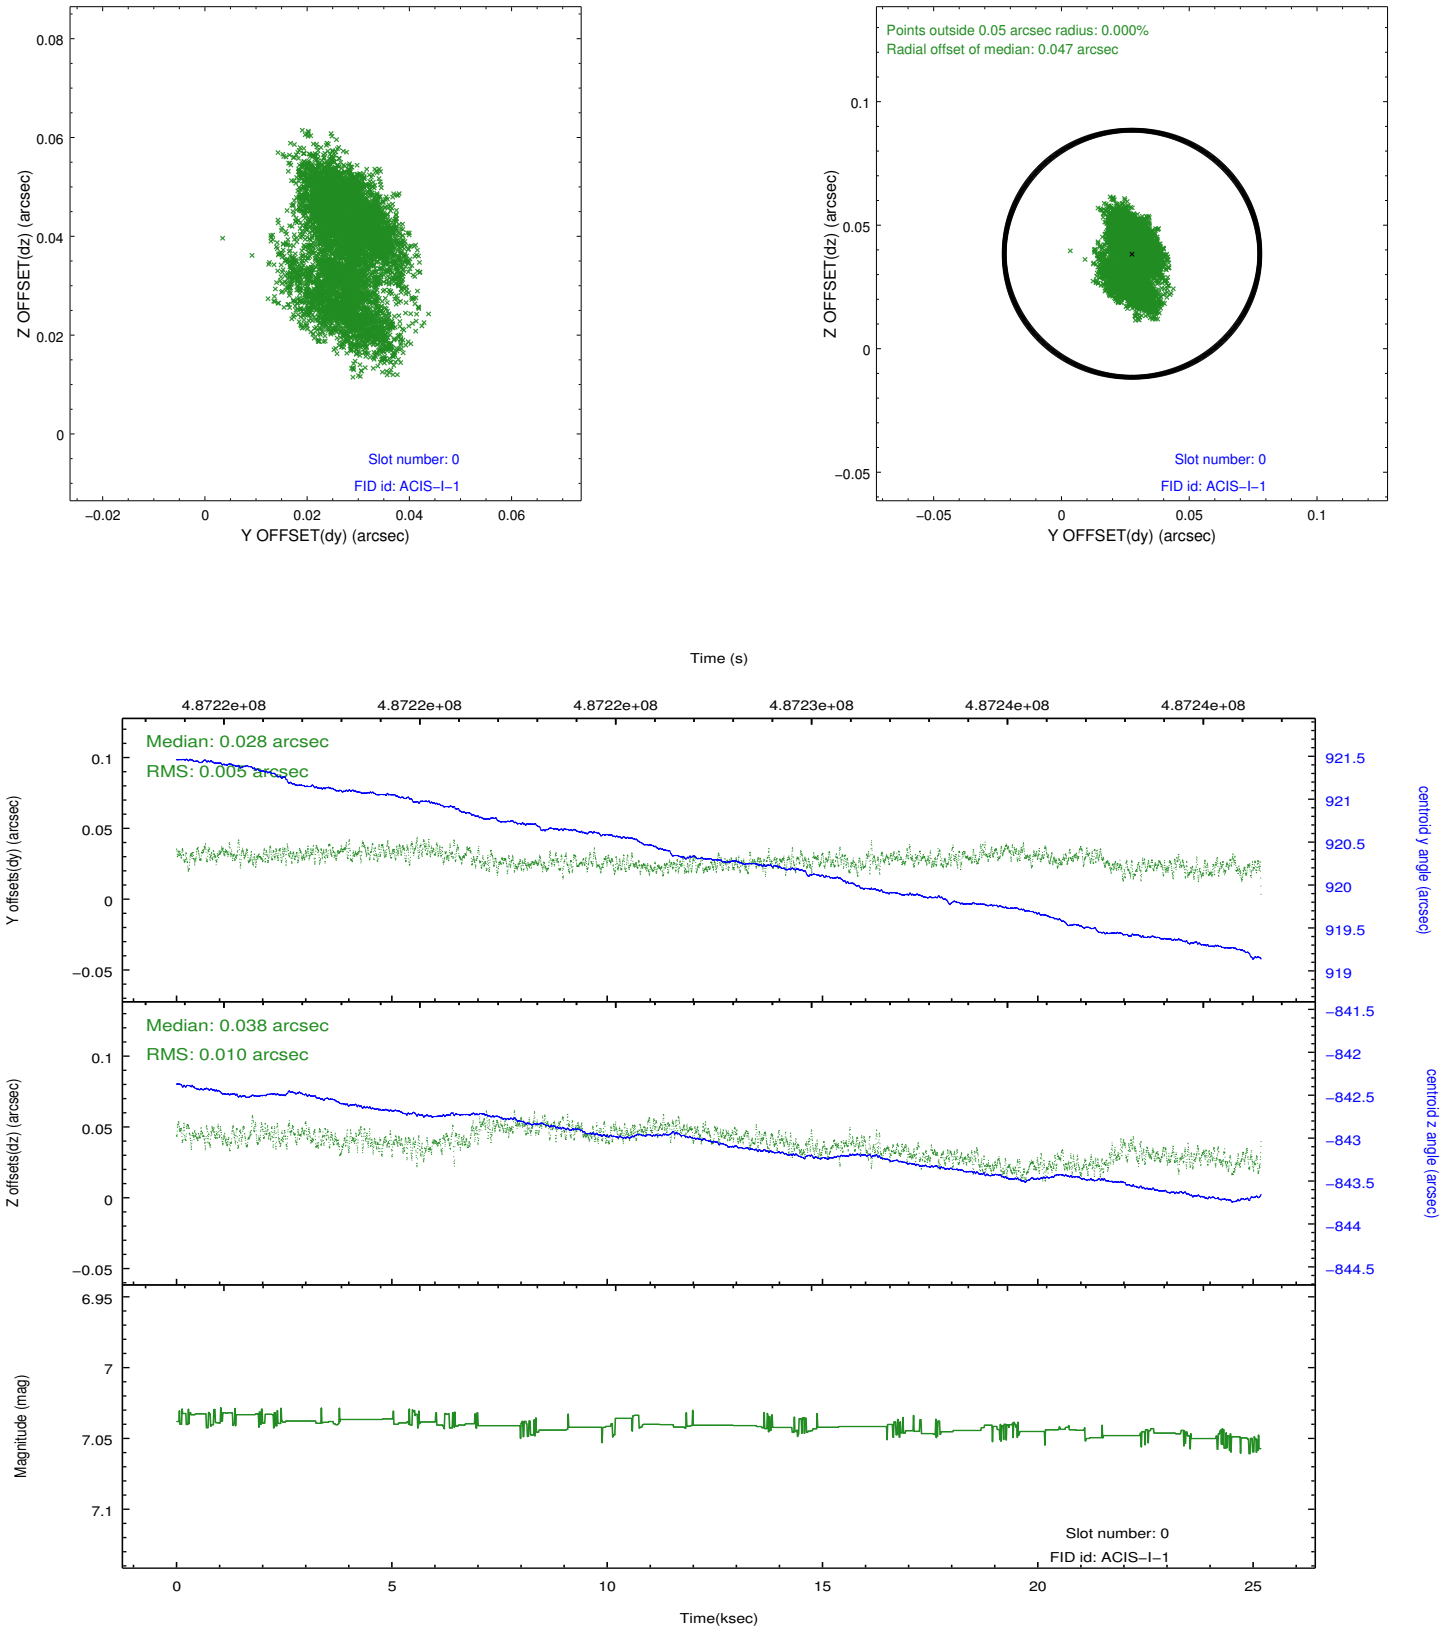 0.08
0.06
0.04
0.02
0
Z OFFSET(dz) (arcsec)
Slot number: 0
FID id: ACIS−I−1
−0.02 0 0.02 0.04 0.06
Y OFFSET(dy) (arcsec)
Points outside 0.05 arcsec radius: 0.000%
Radial offset of median: 0.047 arcsec
0.1
0.05
0
−0.05
Z OFFSET(dz) (arcsec)
Slot number: 0
FID id: ACIS−I−1
−0.05 0 0.05 0.1
Y OFFSET(dy) (arcsec)
Time (s)
4.8722e+08 4.8722e+08 4.8722e+08 4.8723e+08 4.8724e+08 4.8724e+08
Median: 0.028 arcsec
RMS: 0.005 arcsec
0.1
0.05
0
−0.05
Y offsets(dy) (arcsec)
921.5
921
920.5
920
919.5
919
centroid y angle (arcsec)
Median: 0.038 arcsec
RMS: 0.010 arcsec
0.1
0.05
0
−0.05
Z offsets(dz) (arcsec)
−841.5
−842
−842.5
−843
−843.5
−844
−844.5
centroid z angle (arcsec)
6.95
7
7.05
7.1
Magnitude (mag)
Slot number: 0
FID id: ACIS−I−1
0 5 10 15 20 25
Time(ksec)